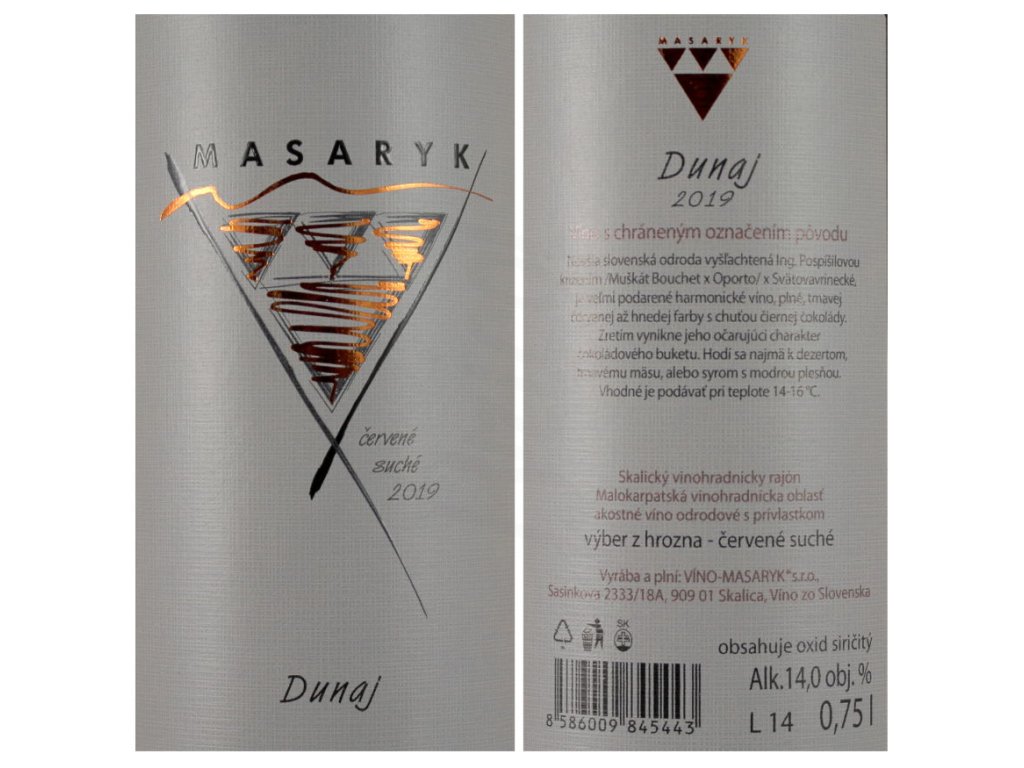 MASARYK
červené
suché
2019
Dunaj
MASARYK
Dunaj
2019
Víno s chráneným označením pôvodu
slovenská odroda vyšľachtená Ing. Pospíšilovou
krížením /Muškát Bouchet x Oporto/ x Svätovavrinecké,
je veľmi podarené harmonické víno, plné, tmavej
červenej až hnedej farby s chuťou čiernej čokolády.
Zretím vynikne jeho očarujúci charakter
čokoládového buketu. Hodí sa najmä k dezertom,
tmavému mäsu, alebo syrom s modrou plesňou.
Vhodné je podávať pri teplote 14-16 °C.
Skalický vinohradnícky rajón
Malokarpatská vinohradnícka oblasť
akostné víno odrodové s prívlastkom
výber z hrozna - červené suché
Vyrába a plní: VÍNO-MASARYK* s.r.o.,
Sasinkova 2333/18A, 909 01 Skalica, Víno zo Slovenska
SK
obsahuje oxid siričitý
Alk.14,0 obj. %
L 14 0,75 l
8 586009 845443